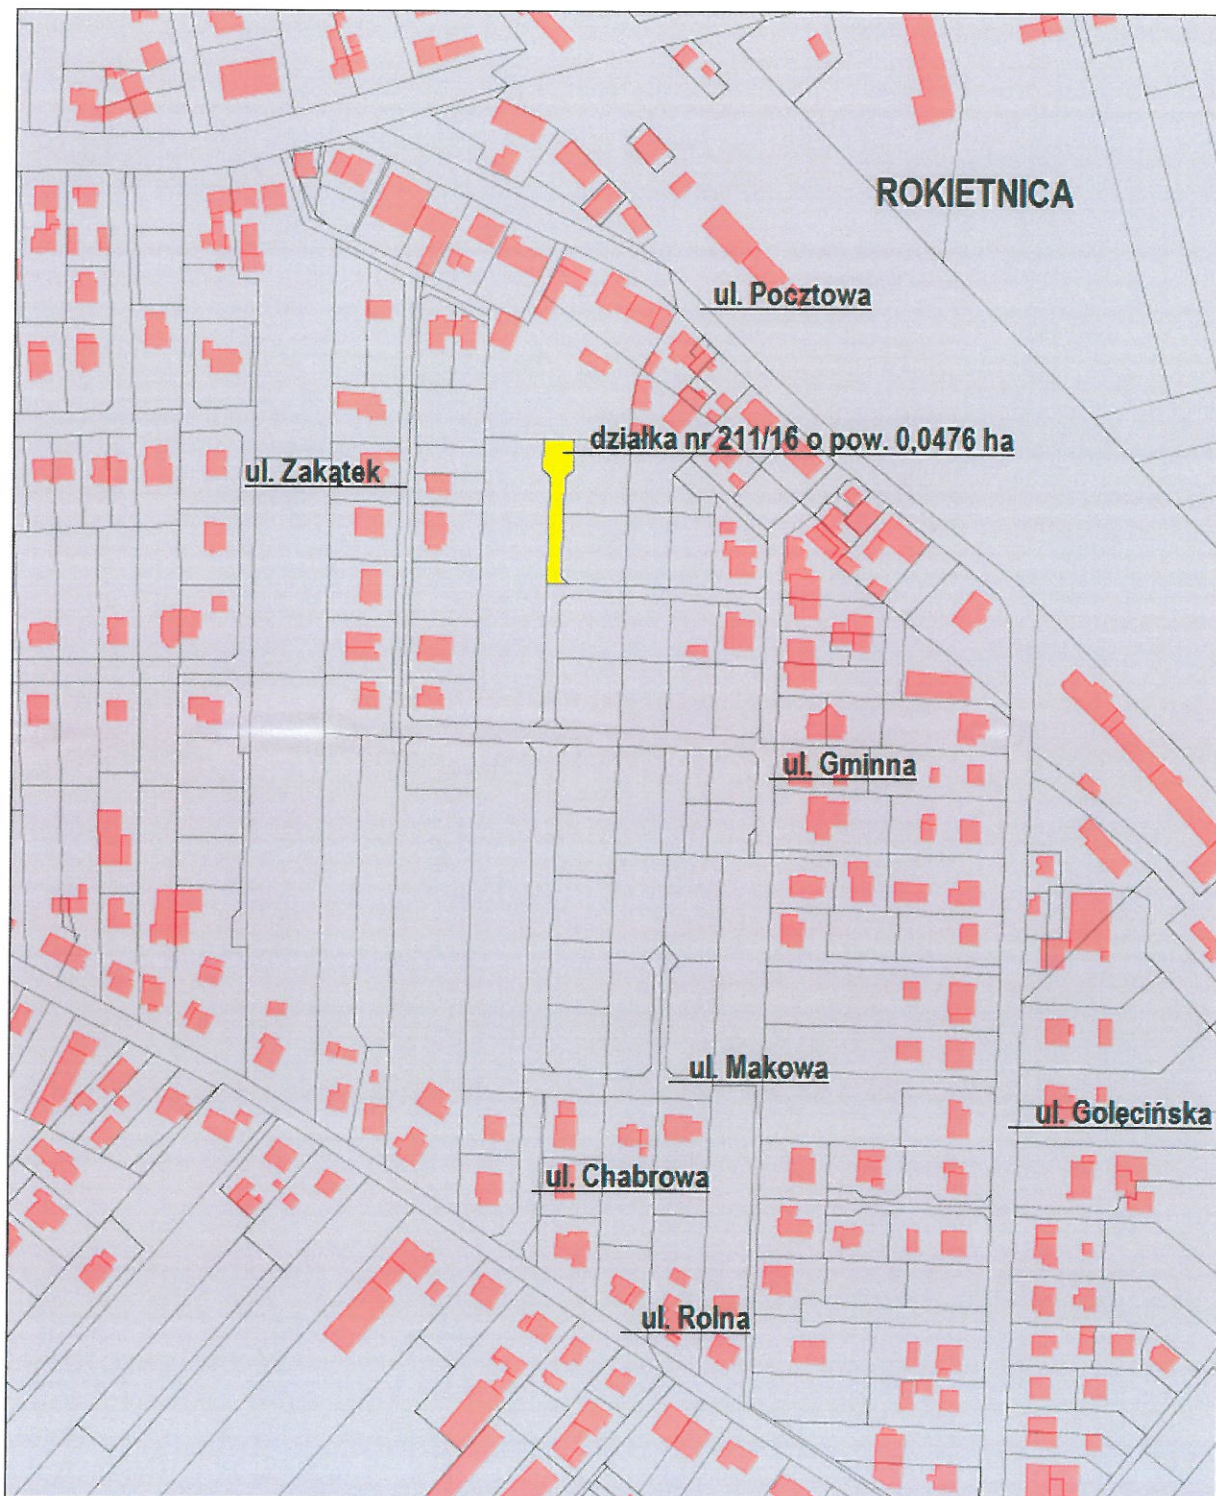 ROKIETNICA
ul. Pocztowa
działka nr 211/16 o pow. 0,0476 ha
ul. Zakątek
ul. Gminna
ul. Makowa
ul. Golęcińska
ul. Chabrowa
ul. Rolna